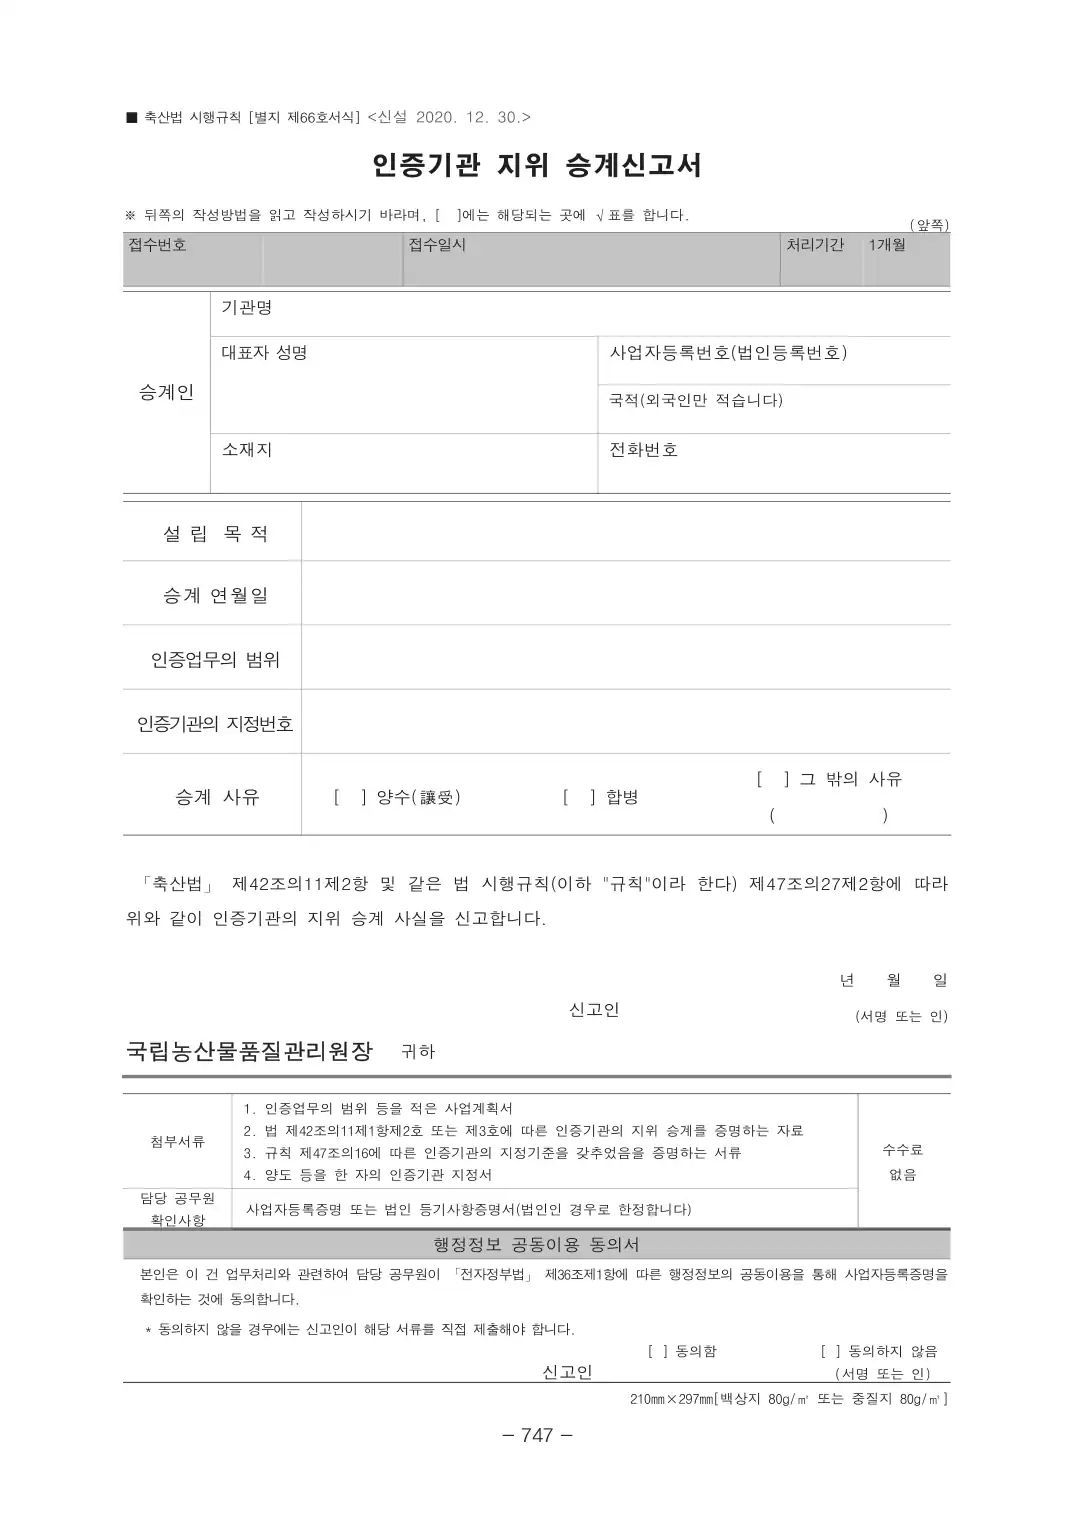 ■ 축산법 시행규칙 [별지 제66호서식] <신설 2020. 12. 30.>
인증기관 지위 승계신고서
※ 뒤쪽의 작성방법을 읽고 작성하시기 바라며, [  ]에는 해당되는 곳에 √표를 합니다.
(앞쪽)
접수번호 접수일시 처리기간 1개월
승계인
기관명
대표자 성명
사업자등록번호(법인등록번호)
국적(외국인만 적습니다)
소재지
전화번호
설 립 목 적
승계 연월일
인증업무의 범위
인증기관의 지정번호
승계 사유
[  ] 양수(讓受)
[  ] 합병
[  ] 그 밖의 사유
(          )
「축산법」 제42조의11제2항 및 같은 법 시행규칙(이하 "규칙"이라 한다) 제47조의27제2항에 따라
위와 같이 인증기관의 지위 승계 사실을 신고합니다.
년 월 일
신고인
(서명 또는 인)
국립농산물품질관리원장 귀하
첨부서류
1. 인증업무의 범위 등을 적은 사업계획서
2. 법 제42조의11제1항제2호 또는 제3호에 따른 인증기관의 지위 승계를 증명하는 자료
3. 규칙 제47조의16에 따른 인증기관의 지정기준을 갖추었음을 증명하는 서류
4. 양도 등을 한 자의 인증기관 지정서
수수료
없음
담당 공무원
확인사항
사업자등록증명 또는 법인 등기사항증명서(법인인 경우로 한정합니다)
행정정보 공동이용 동의서
본인은 이 건 업무처리와 관련하여 담당 공무원이 「전자정부법」 제36조제1항에 따른 행정정보의 공동이용을 통해 사업자등록증명을
확인하는 것에 동의합니다.
* 동의하지 않을 경우에는 신고인이 해당 서류를 직접 제출해야 합니다.
[ ] 동의함 [ ] 동의하지 않음
신고인 (서명 또는 인)
210㎜×297㎜[백상지 80g/㎡ 또는 중질지 80g/㎡]
- 747 -